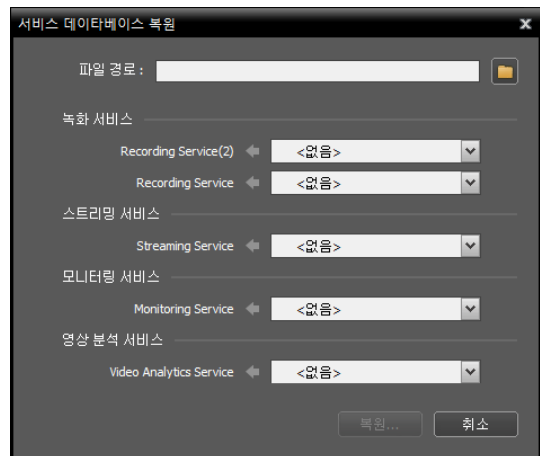 서비스 데이타베이스 복원
파일 경로 :
녹화 서비스
Recording Service(2) <없음>
Recording Service <없음>
스트리밍 서비스
Streaming Service <없음>
모니터링 서비스
Monitoring Service <없음>
영상 분석 서비스
Video Analytics Service <없음>
복원... 취소